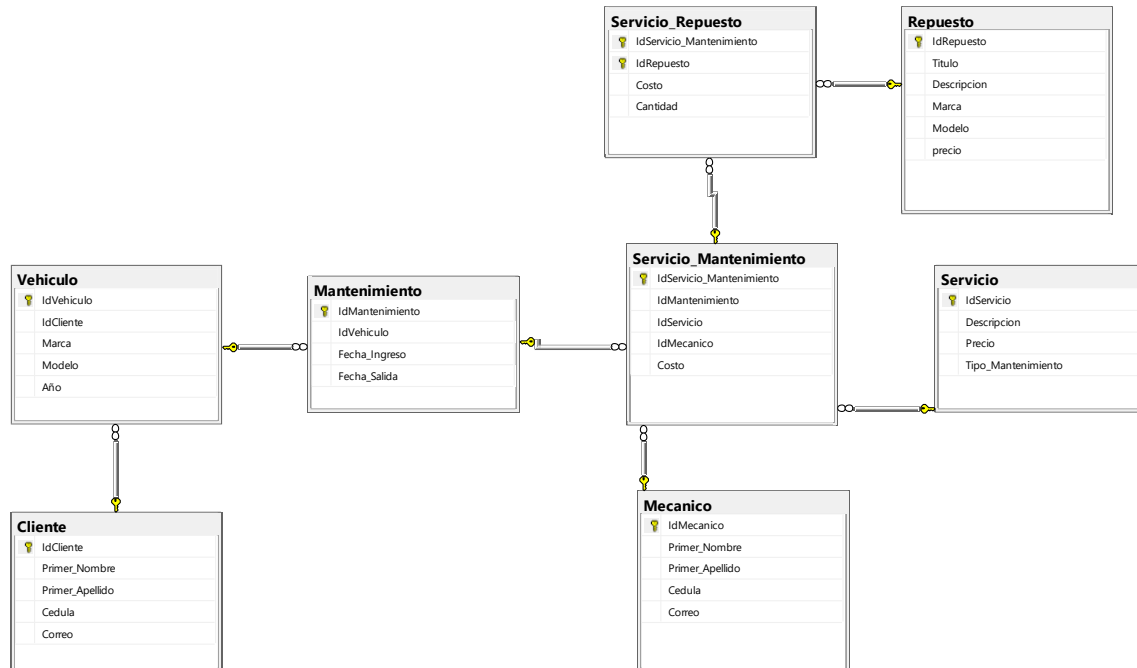 Servicio_Repuesto
IdServicio_Mantenimiento
IdRepuesto
Costo
Cantidad
Repuesto
IdRepuesto
Titulo
Descripcion
Marca
Modelo
precio
Vehiculo
IdVehiculo
IdCliente
Marca
Modelo
Año
Mantenimiento
IdMantenimiento
IdVehiculo
Fecha_Ingreso
Fecha_Salida
Servicio_Mantenimiento
IdServicio_Mantenimiento
IdMantenimiento
IdServicio
IdMecanico
Costo
Servicio
IdServicio
Descripcion
Precio
Tipo_Mantenimiento
Cliente
IdCliente
Primer_Nombre
Primer_Apellido
Cedula
Correo
Mecanico
IdMecanico
Primer_Nombre
Primer_Apellido
Cedula
Correo